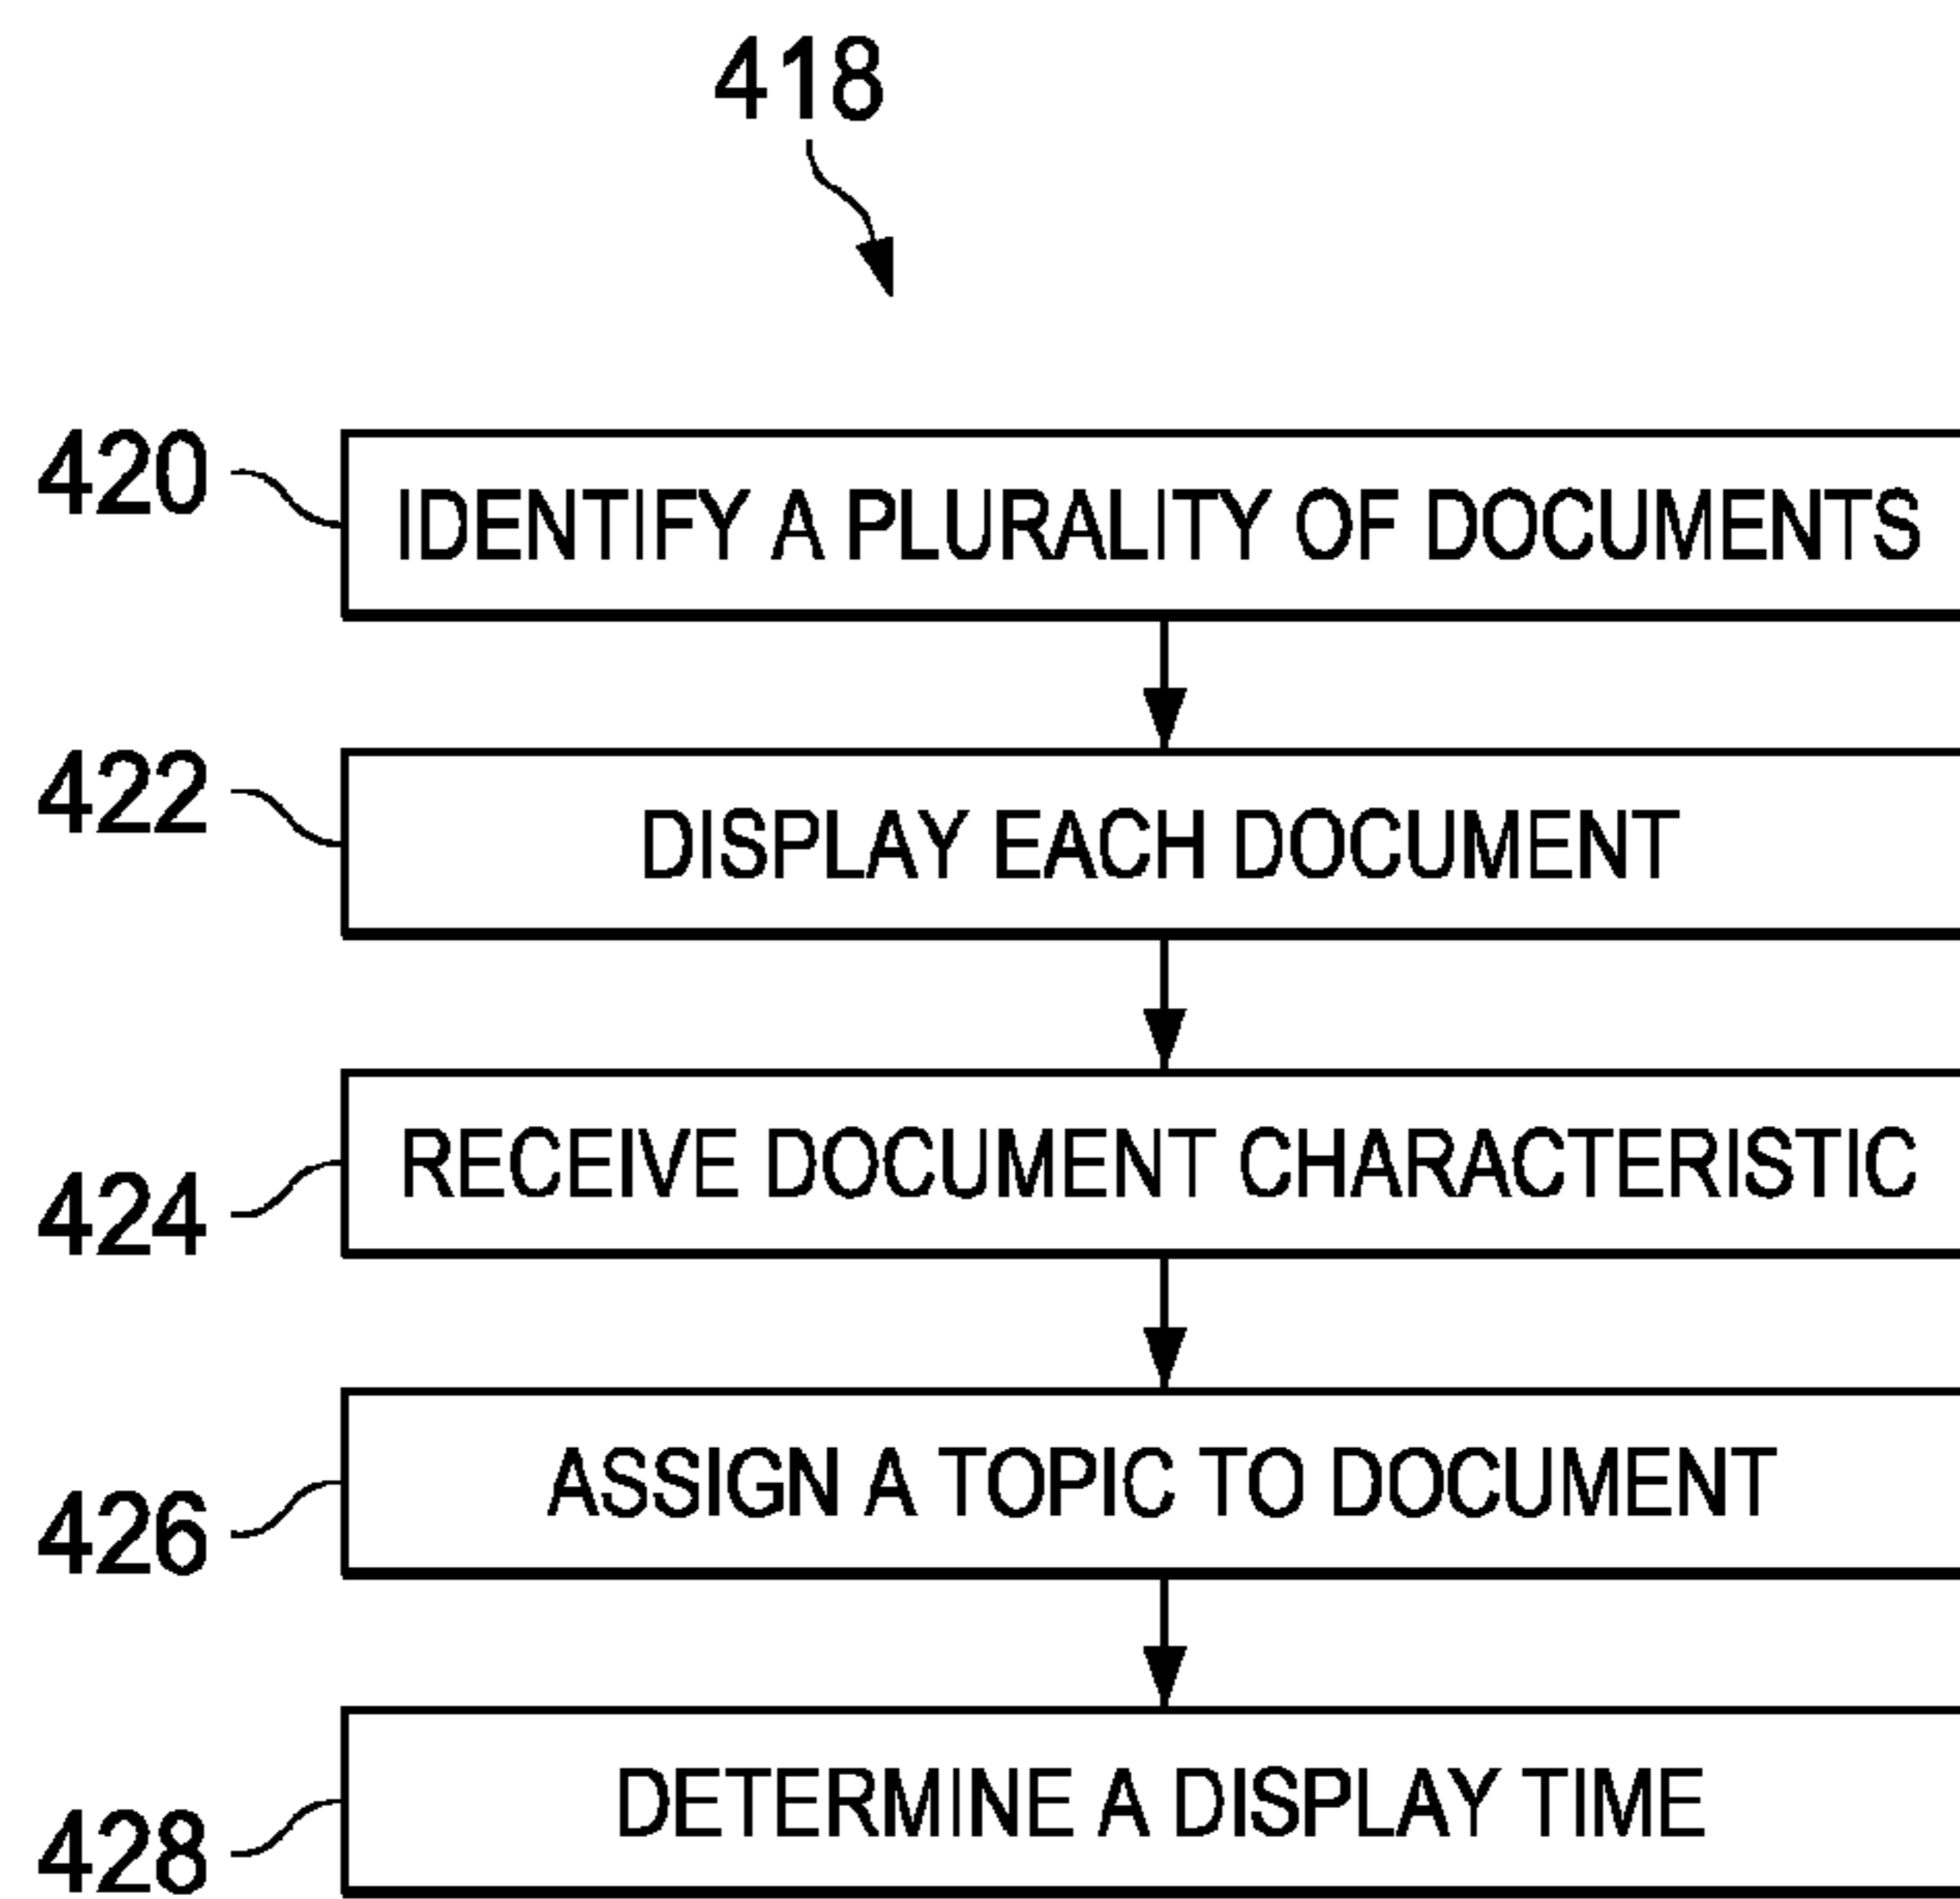 418
420
IDENTIFY A PLURALITY OF DOCUMENTS
422
DISPLAY EACH DOCUMENT
424
RECEIVE DOCUMENT CHARACTERISTIC
426
ASSIGN A TOPIC TO DOCUMENT
428
DETERMINE A DISPLAY TIME